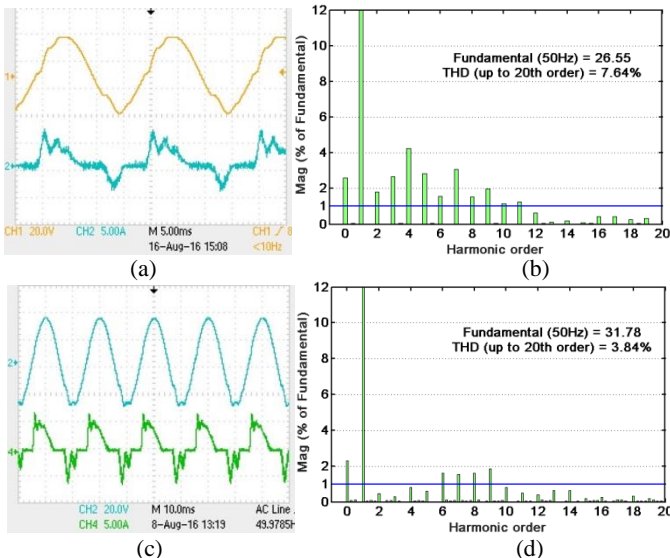 1
2
CH1 20.0V CH2 5.00A M 5.00ms CH1
16-Aug-16 15:08 <10Hz
(a)
Mag (% of Fundamental)
12
10
8
6
4
2
1
0
Fundamental (50Hz) = 26.55
THD (up to 20th order) = 7.64%
0 2 4 6 8 10 12 14 16 18 20
Harmonic order
(b)
2
4
CH2 20.0V M 10.0ms AC Line
CH4 5.00A 8-Aug-16 13:19 49.9785H
(c)
Mag (% of Fundamental)
12
10
8
6
4
2
1
0
Fundamental (50Hz) = 31.78
THD (up to 20th order) = 3.84%
0 2 4 6 8 10 12 14 16 18 20
Harmonic order
(d)